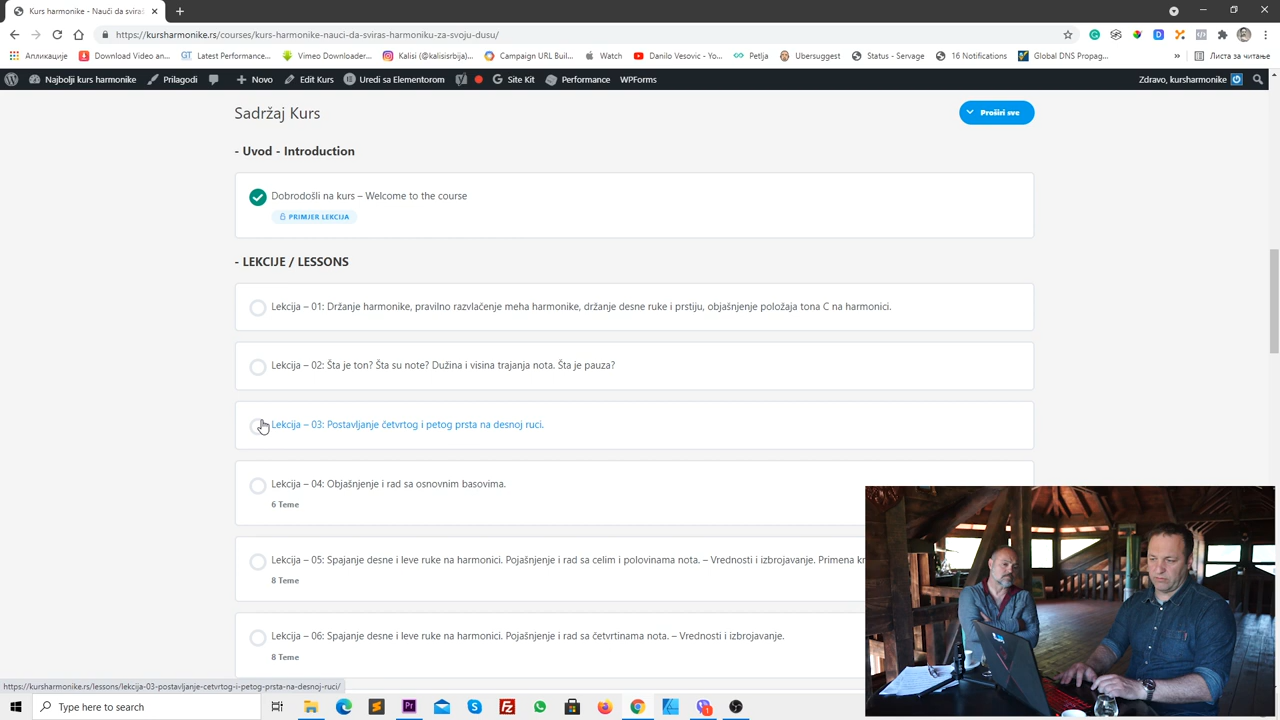 Kurs harmonike - Nauči da sviraš
https://kursharmonike.rs/courses/kurs-harmonike-nauci-da-sviras-harmoniku-za-svoju-dusu/
Апликације
Download Video an...
Latest Performance...
Vimeo Downloader...
Kalisi (@kalisisrbija)...
Campaign URL Buil...
Watch
Danilo Vesovic - Yo...
Petlja
Ubersuggest
Status - Servage
16 Notifications
Global DNS Propag...
»
Листа за читање
Najbolji kurs harmonike
Prilagodi
Novo
Edit Kurs
Uredi sa Elementorom
Site Kit
Performance
WPForms
Zdravo, kursharmonike
Sadržaj Kurs
Proširi sve
- Uvod - Introduction
Dobrodošli na kurs – Welcome to the course
PRIMJER LEKCIJA
- LEKCIJE / LESSONS
Lekcija – 01: Držanje harmonike, pravilno razvlačenje meha harmonike, držanje desne ruke i prstiju, objašnjenje položaja tona C na harmonici.
Lekcija – 02: Šta je ton? Šta su note? Dužina i visina trajanja nota. Šta je pauza?
Lekcija – 03: Postavljanje četvrtog i petog prsta na desnoj ruci.
Lekcija – 04: Objašnjenje i rad sa osnovnim basovima.
6 Teme
Lekcija – 05: Spajanje desne i leve ruke na harmonici. Pojašnjenje i rad sa celim i polovinama nota. – Vrednosti i izbrojavanje. Primena kr
8 Teme
Lekcija – 06: Spajanje desne i leve ruke na harmonici. Pojašnjenje i rad sa četvrtinama nota. – Vrednosti i izbrojavanje.
8 Teme
https://kursharmonike.rs/lessons/lekcija-03-postavljanje-cetvrtog-i-petog-prsta-na-desnoj-ruci/
Type here to search